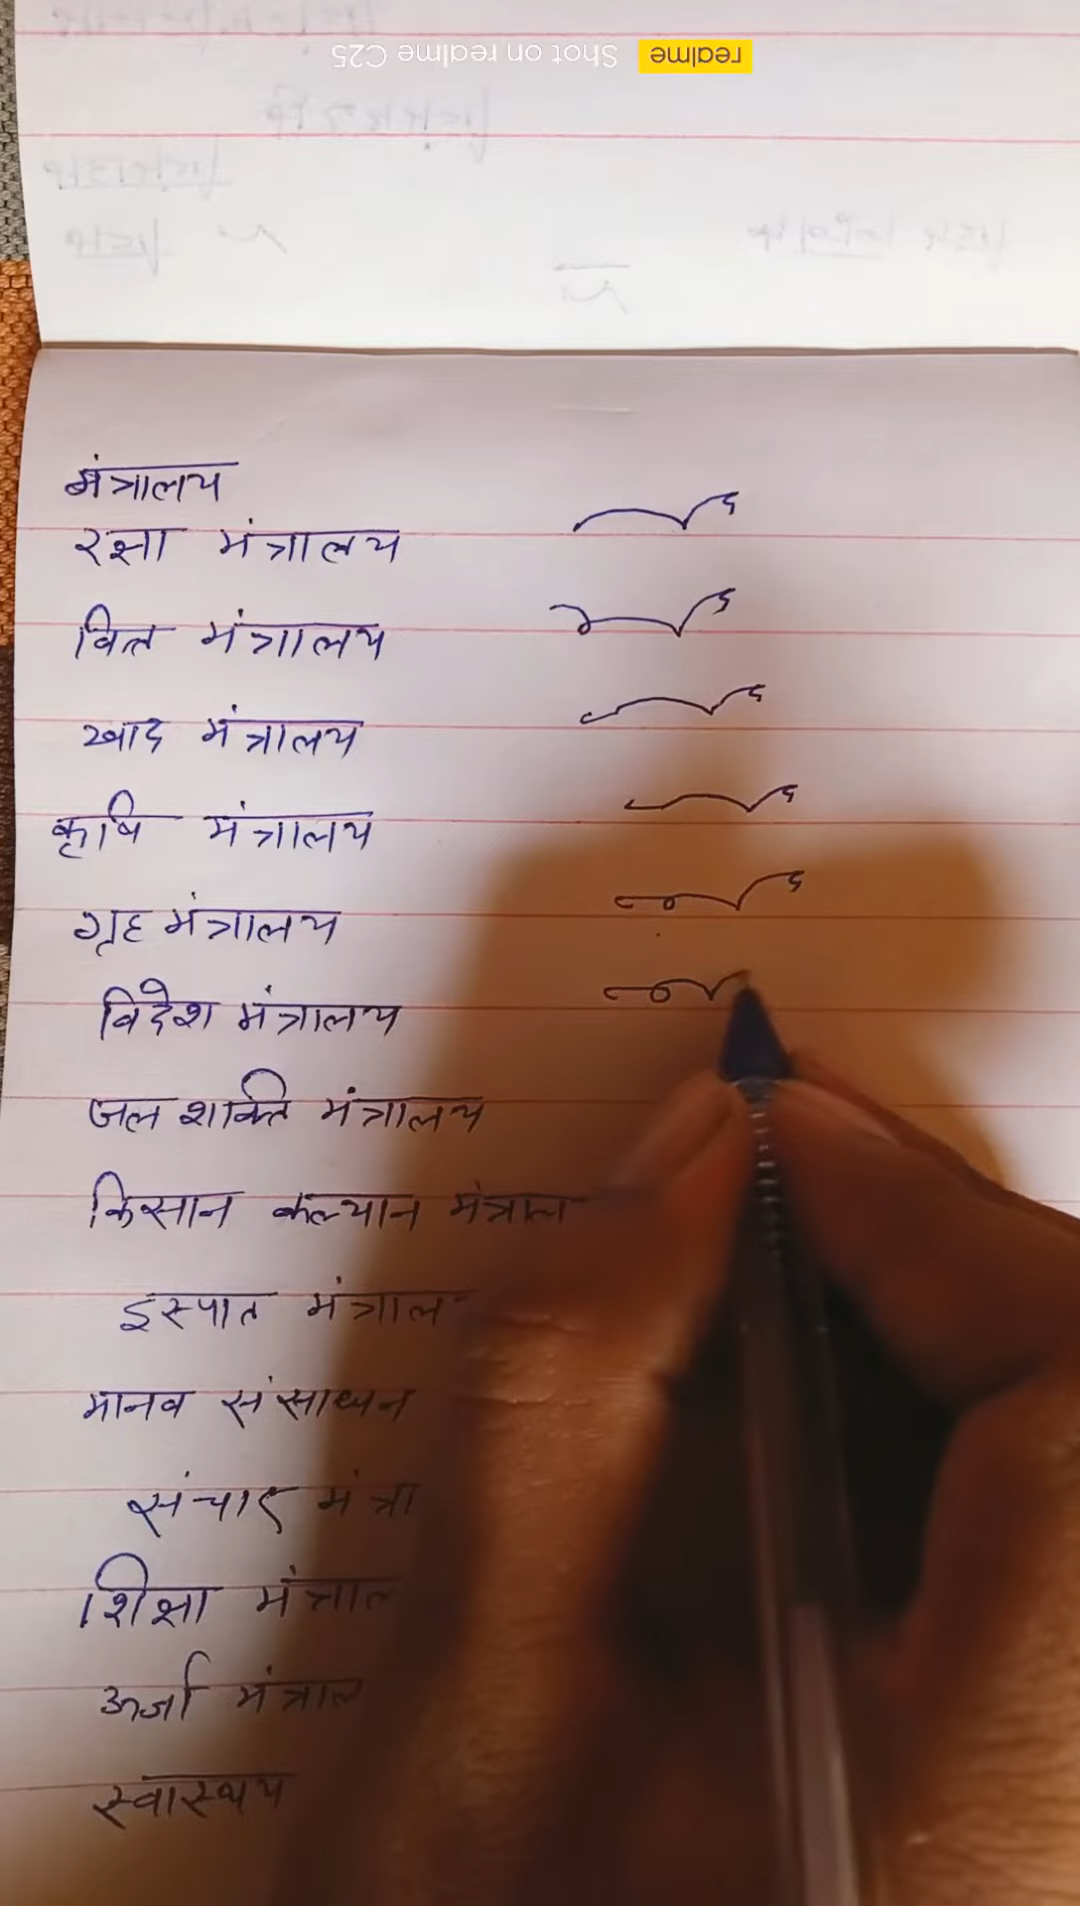 realme Shot on realme C25
मंत्रालय
रक्षा मंत्रालय
वित्त मंत्रालय
खाद मंत्रालय
कृषि मंत्रालय
गृह मंत्रालय
विदेश मंत्रालय
जल शक्ति मंत्रालय
किसान कल्यान मंत्राल
इस्पात मंत्राल
मानव संसाधन
संचार मंत्रा
शिक्षा मंत्राल
ऊर्जा मंत्राल
स्वास्थय